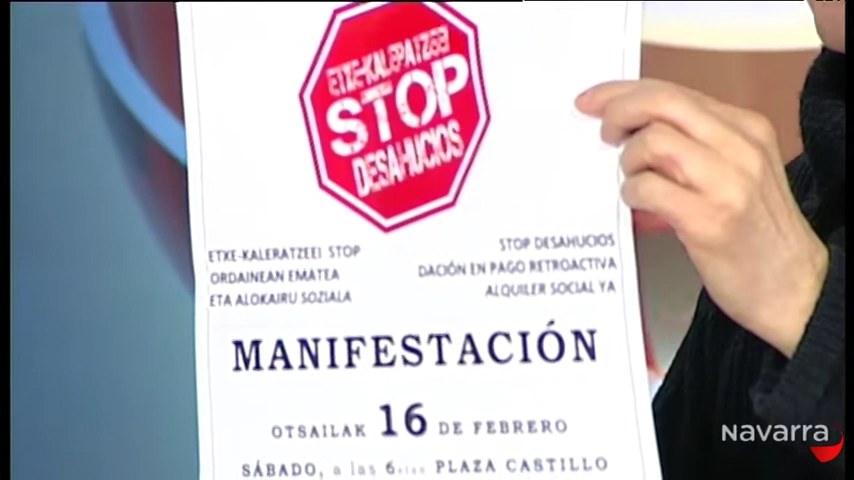 ETXE-KALERATZEEI
STOP
DESAHUCIOS
ETXE-KALERATZEEI STOP
ORDAINEAN EMATEA
ETA ALOKAIRU SOZIALA
STOP DESAHUCIOS
DACIÓN EN PAGO RETROACTIVA
ALQUILER SOCIAL YA
MANIFESTACIÓN
OTSAILAK 16 DE FEBRERO
SÁBADO, a las 6 PLAZA CASTILLO
Navarra